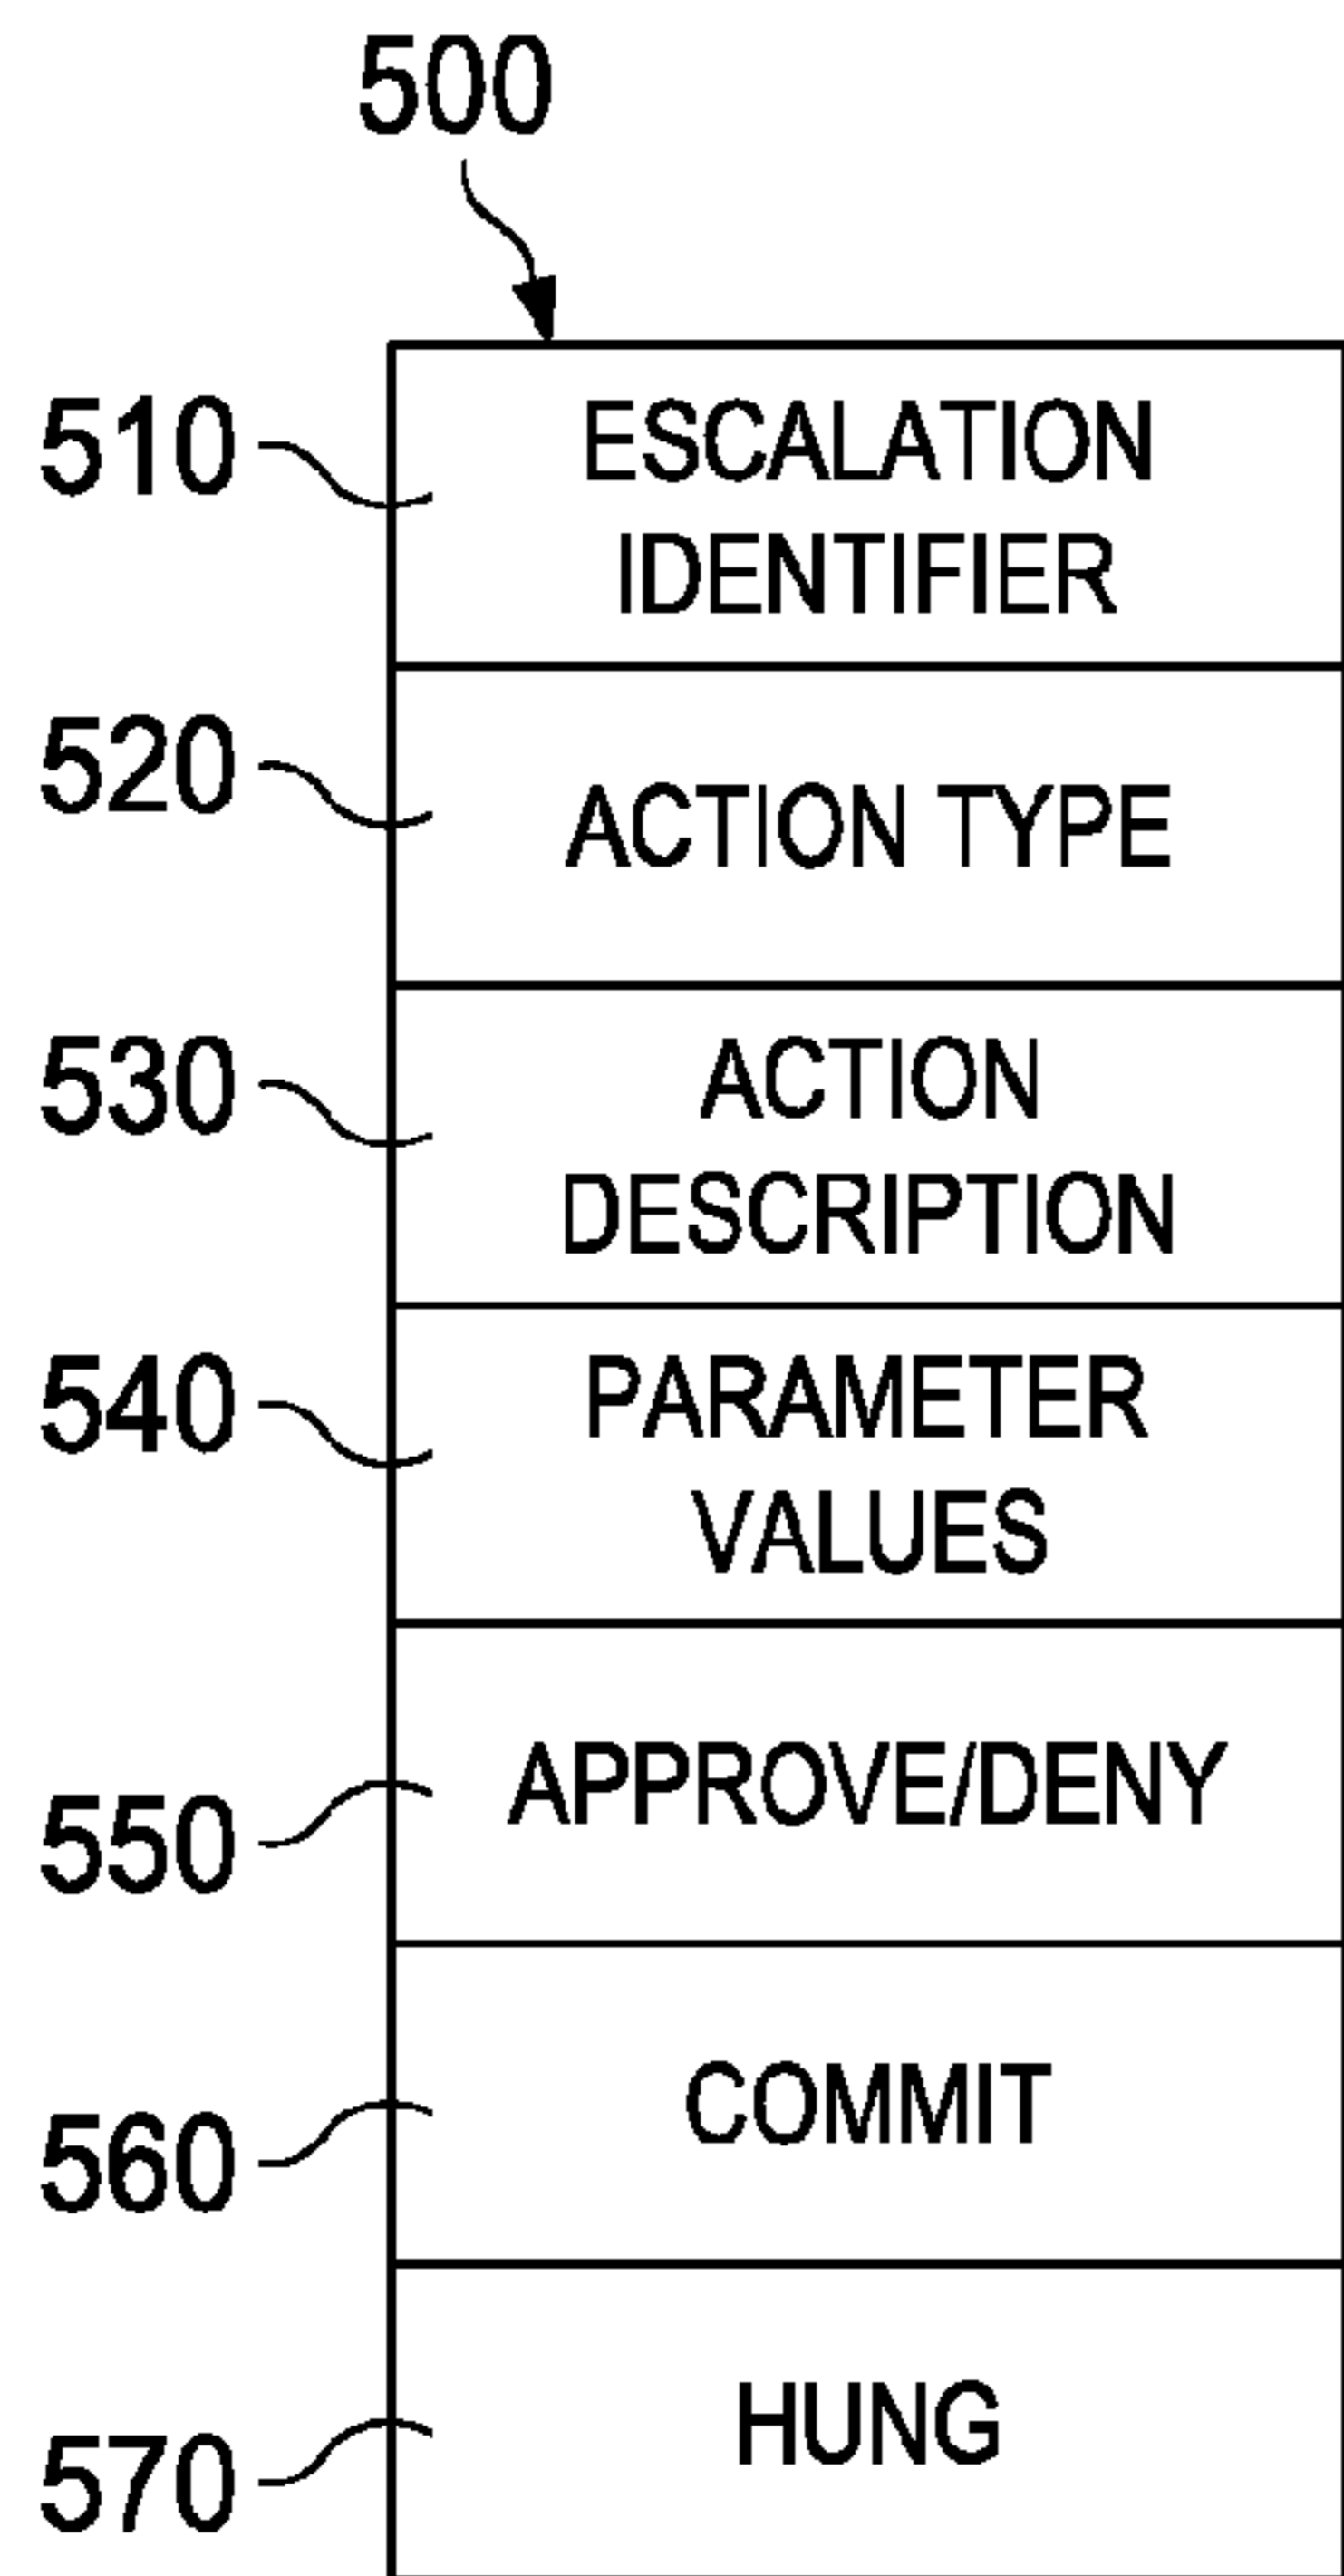 500
510
ESCALATION
IDENTIFIER
520
ACTION TYPE
530
ACTION
DESCRIPTION
540
PARAMETER
VALUES
550
APPROVE/DENY
560
COMMIT
570
HUNG